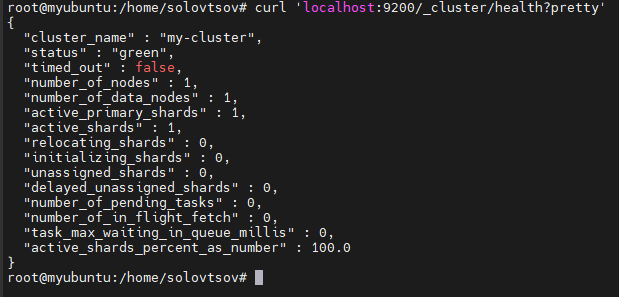 root@myubuntu:/home/solovtsov# curl 'localhost:9200/_cluster/health?pretty'
{
  "cluster_name" : "my-cluster",
  "status" : "green",
  "timed_out" : false,
  "number_of_nodes" : 1,
  "number_of_data_nodes" : 1,
  "active_primary_shards" : 1,
  "active_shards" : 1,
  "relocating_shards" : 0,
  "initializing_shards" : 0,
  "unassigned_shards" : 0,
  "delayed_unassigned_shards" : 0,
  "number_of_pending_tasks" : 0,
  "number_of_in_flight_fetch" : 0,
  "task_max_waiting_in_queue_millis" : 0,
  "active_shards_percent_as_number" : 100.0
}
root@myubuntu:/home/solovtsov#